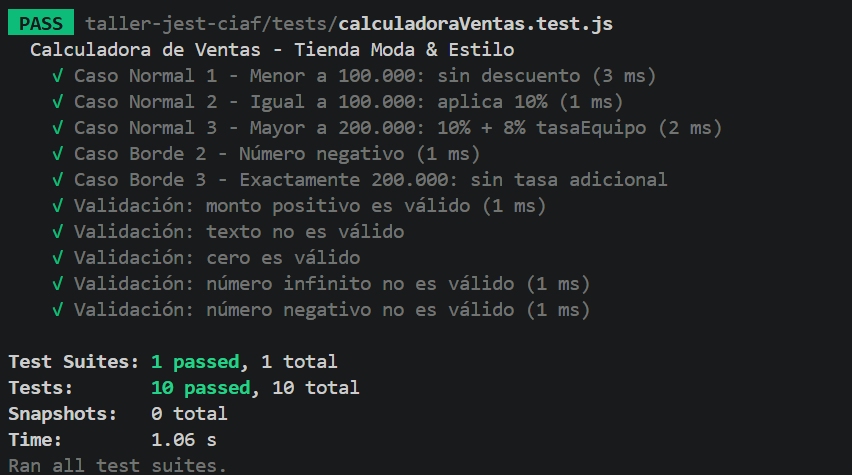 PASS taller-jest-ciaf/tests/calculadoraVentas.test.js
Calculadora de Ventas - Tienda Moda & Estilo
√ Caso Normal 1 - Menor a 100.000: sin descuento (3 ms)
√ Caso Normal 2 - Igual a 100.000: aplica 10% (1 ms)
√ Caso Normal 3 - Mayor a 200.000: 10% + 8% tasaEquipo (2 ms)
√ Caso Borde 2 - Número negativo (1 ms)
√ Caso Borde 3 - Exactamente 200.000: sin tasa adicional
√ Validación: monto positivo es válido (1 ms)
√ Validación: texto no es válido
√ Validación: cero es válido
√ Validación: número infinito no es válido (1 ms)
√ Validación: número negativo no es válido (1 ms)
Test Suites: 1 passed, 1 total
Tests: 10 passed, 10 total
Snapshots: 0 total
Time: 1.06 s
Ran all test suites.